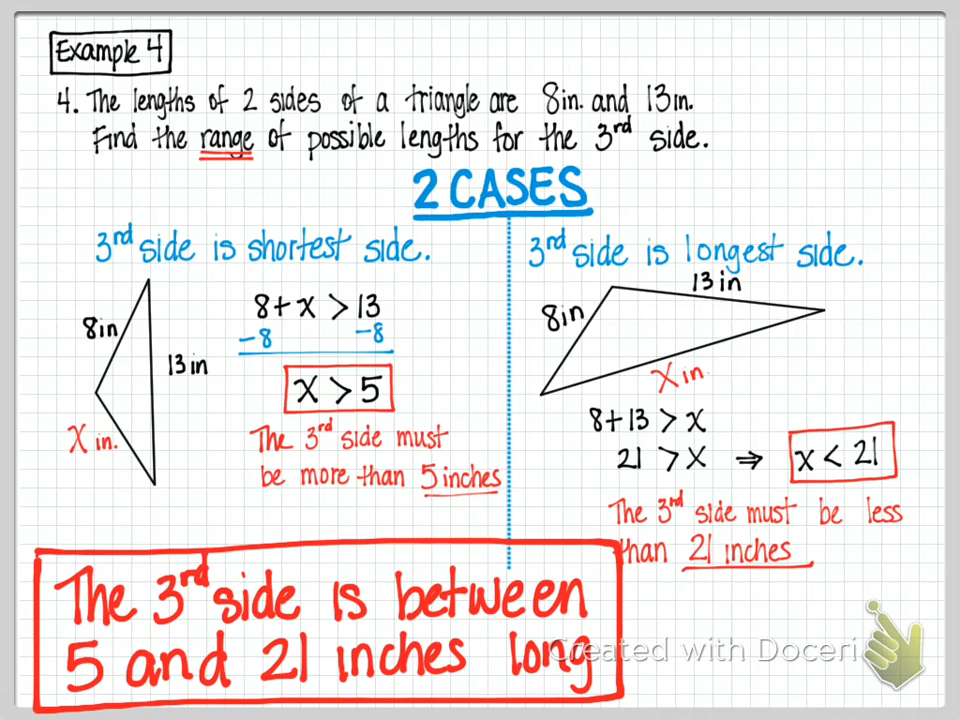 Example 4
4. The lengths of 2 sides of a triangle are 8in. and 13in.
Find the range of possible lengths for the 3rd side.
2 CASES
3rd side is shortest side.
8in
13in
x in.
8 + x > 13
-8 -8
x > 5
The 3rd side must
be more than 5 inches
3rd side is longest side.
8in
13in
x in.
8+13 > x
21 > x ⇒ x < 21
The 3rd side must be less
than 21 inches
The 3rd side is between
5 and 21 inches long
Created with Doceri